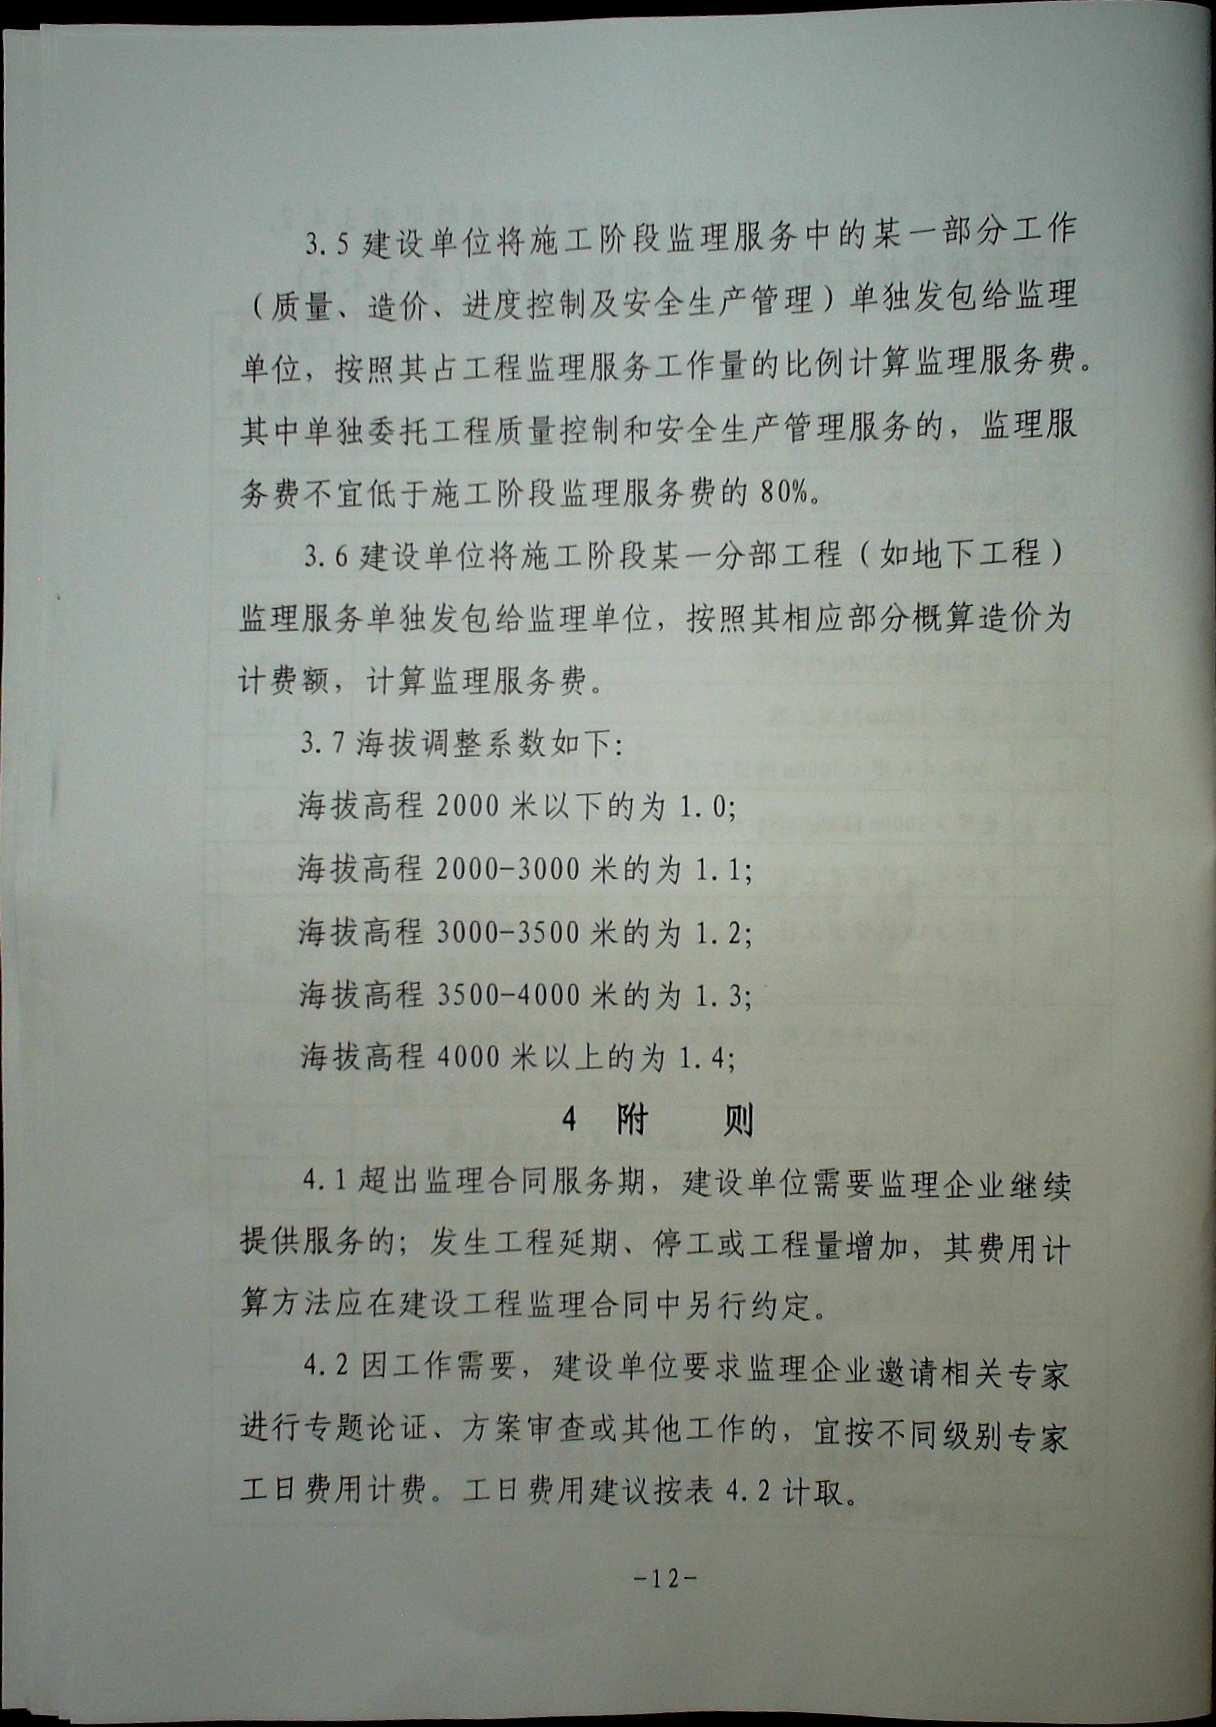 3.5 建设单位将施工阶段监理服务中的某一部分工作
（质量、造价、进度控制及安全生产管理）单独发包给监理
单位，按照其占工程监理服务工作量的比例计算监理服务费。
其中单独委托工程质量控制和安全生产管理服务的，监理服
务费不宜低于施工阶段监理服务费的 80%。
3.6 建设单位将施工阶段某一分部工程（如地下工程）
监理服务单独发包给监理单位，按照其相应部分概算造价为
计费额，计算监理服务费。
3.7 海拔调整系数如下：
海拔高程 2000 米以下的为 1.0；
海拔高程 2000-3000 米的为 1.1；
海拔高程 3000-3500 米的为 1.2；
海拔高程 3500-4000 米的为 1.3；
海拔高程 4000 米以上的为 1.4；
4 附 则
4.1 超出监理合同服务期，建设单位需要监理企业继续
提供服务的；发生工程延期、停工或工程量增加，其费用计
算方法应在建设工程监理合同中另行约定。
4.2 因工作需要，建设单位要求监理企业邀请相关专家
进行专题论证、方案审查或其他工作的，宜按不同级别专家
工日费用计费。工日费用建议按表 4.2 计取。
-12-